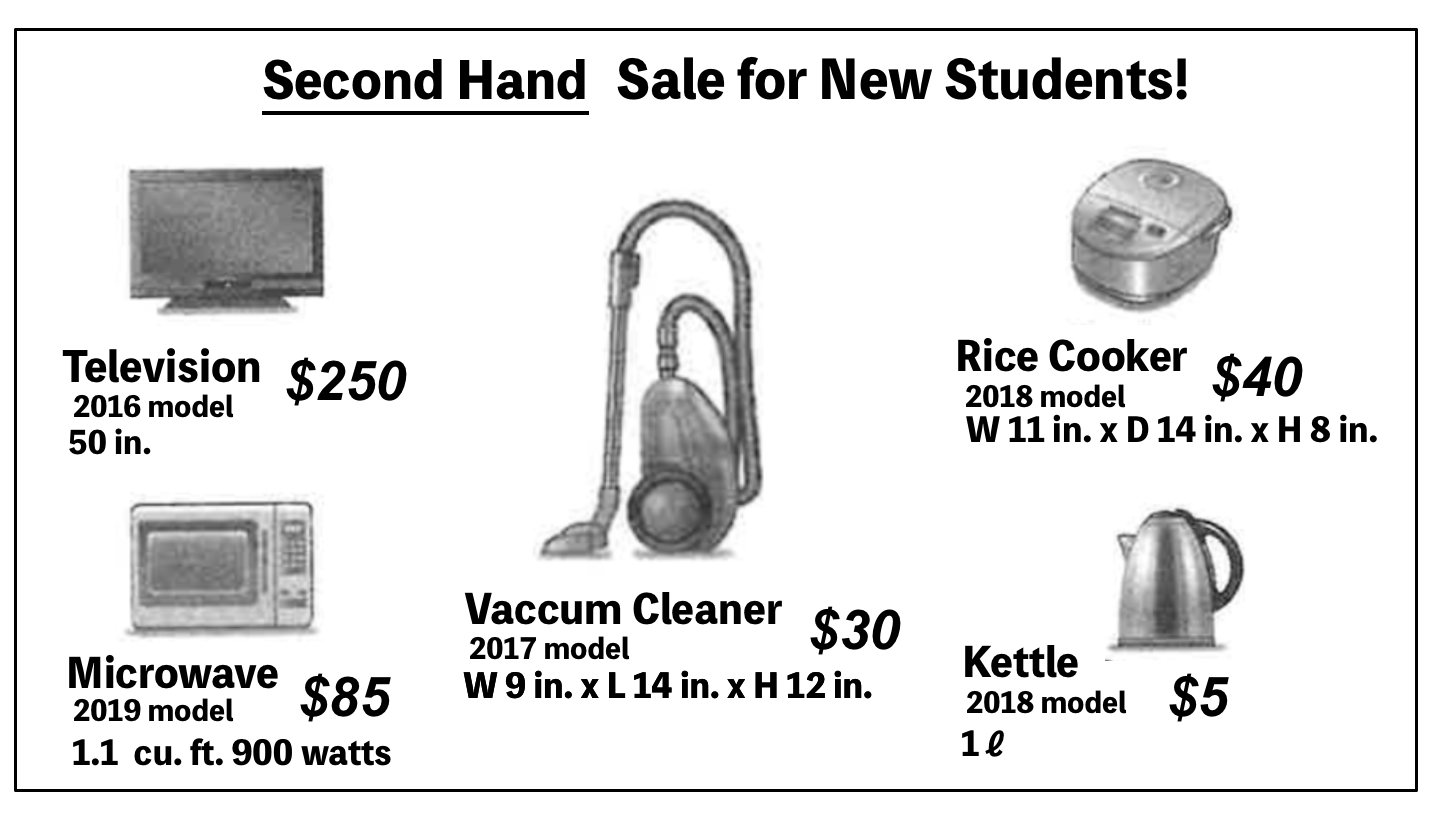 Second Hand Sale for New Students!
Television $250
2016 model
50 in.
Microwave $85
2019 model
1.1 cu. ft. 900 watts
Vaccum Cleaner $30
2017 model
W 9 in. x L 14 in. x H 12 in.
Rice Cooker $40
2018 model
W 11 in. x D 14 in. x H 8 in.
Kettle $5
2018 model
1 ℓ